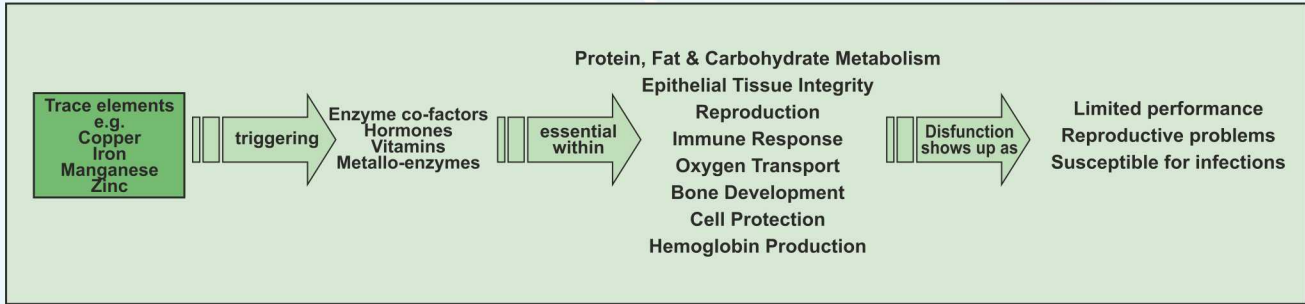 Trace elements
e.g.
Copper
Iron
Manganese
Zinc
triggering
Enzyme co-factors
Hormones
Vitamins
Metallo-enzymes
essential
within
Protein, Fat & Carbohydrate Metabolism
Epithelial Tissue Integrity
Reproduction
Immune Response
Oxygen Transport
Bone Development
Cell Protection
Hemoglobin Production
Disfunction
shows up as
Limited performance
Reproductive problems
Susceptible for infections